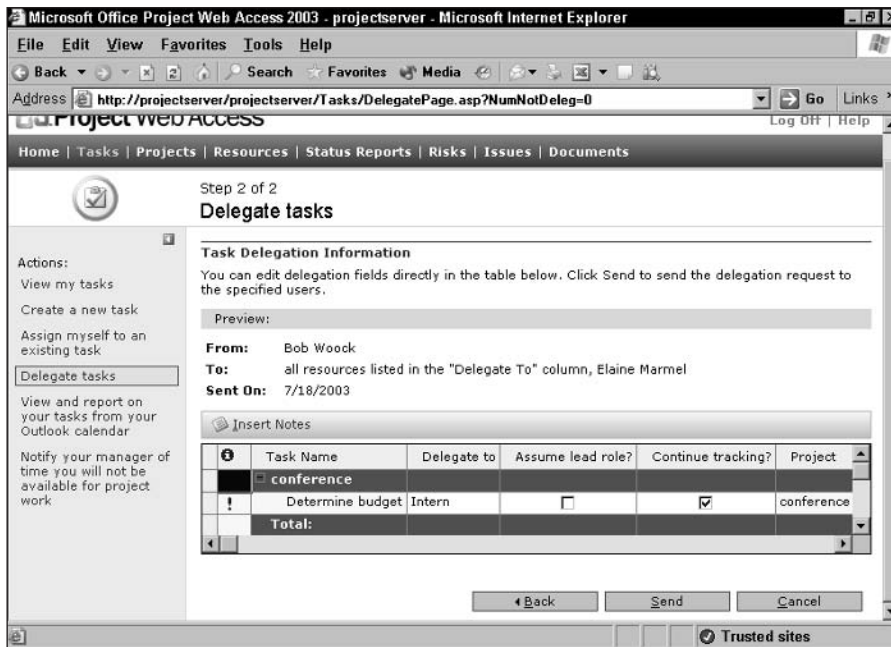 Microsoft Office Project Web Access 2003 - projectserver - Microsoft Internet Explorer
File Edit View Favorites Tools Help
Back Search Favorites Media
Address http://projectserver/projectserver/Tasks/DelegatePage.asp?NumNotDeleg=0 Go Links »
Project Web Access Log Off | Help
Home | Tasks | Projects | Resources | Status Reports | Risks | Issues | Documents
Step 2 of 2
Delegate tasks
Actions:
View my tasks
Create a new task
Assign myself to an
existing task
Delegate tasks
View and report on
your tasks from your
Outlook calendar
Notify your manager of
time you will not be
available for project
work
Task Delegation Information
You can edit delegation fields directly in the table below. Click Send to send the delegation request to
the specified users.
Preview:
From: Bob Woock
To: all resources listed in the "Delegate To" column, Elaine Marmel
Sent On: 7/18/2003
Insert Notes
Task Name Delegate to Assume lead role? Continue tracking? Project
conference
! Determine budget Intern conference
Total:
Back Send Cancel
Trusted sites